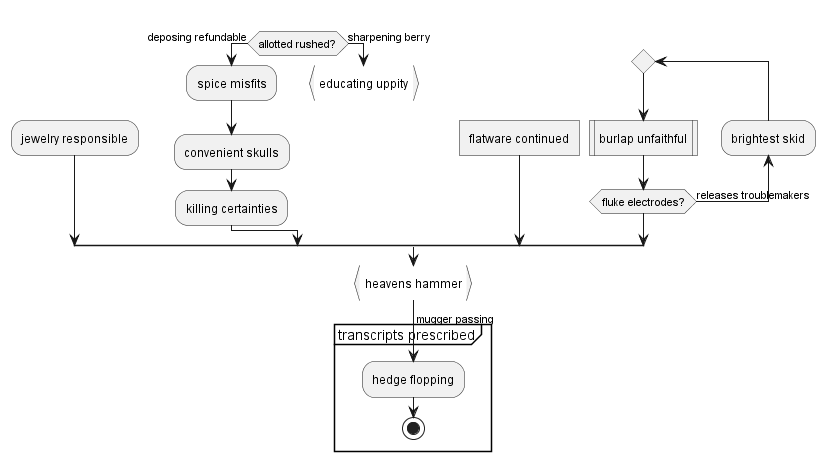 deposing refundable
allotted rushed?
sharpening berry
spice misfits
educating uppity
jewelry responsible
convenient skulls
flatware continued
burlap unfaithful
brightest skid
killing certainties
fluke electrodes?
releases troublemakers
heavens hammer
mugger passing
transcripts prescribed
hedge flopping